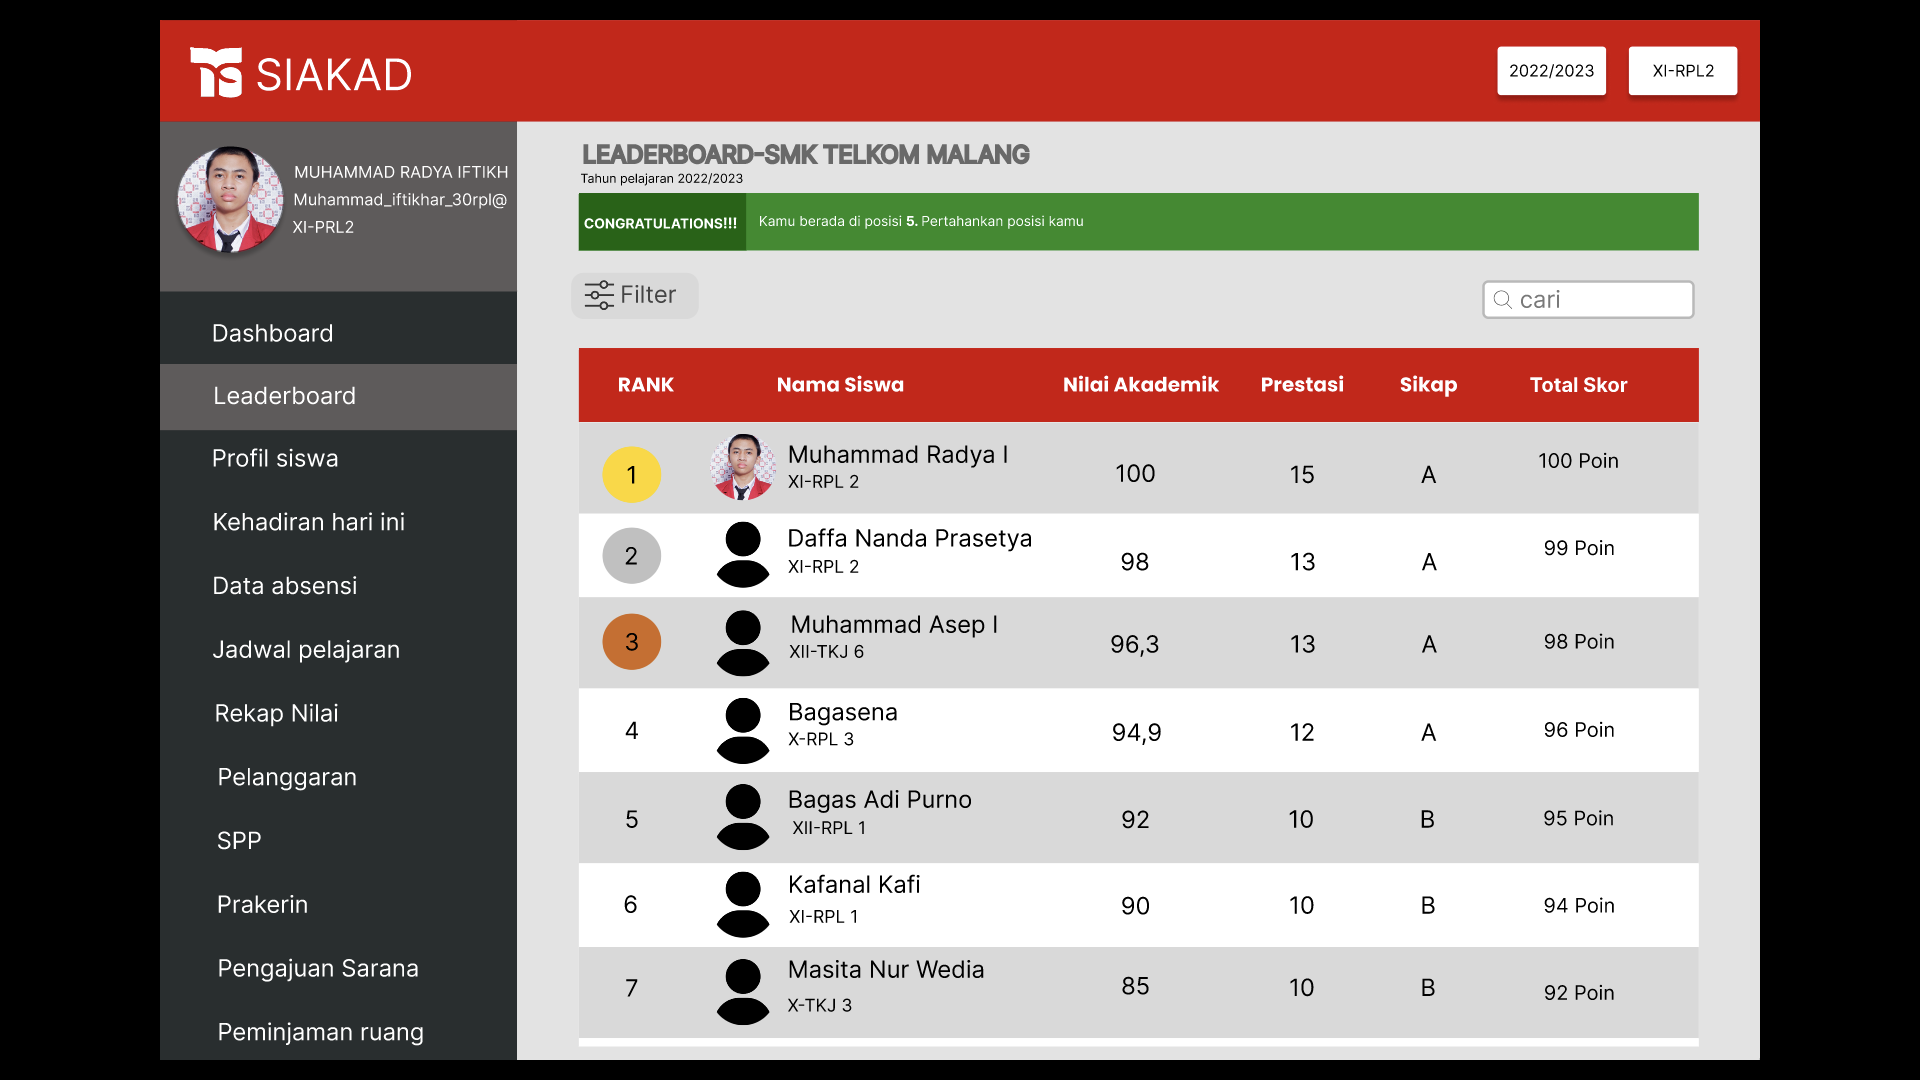 SIAKAD
2022/2023
XI-RPL2
MUHAMMAD RADYA IFTIKH
Muhammad_iftikhar_30rpl@
XI-PRL2
Dashboard
Leaderboard
Profil siswa
Kehadiran hari ini
Data absensi
Jadwal pelajaran
Rekap Nilai
Pelanggaran
SPP
Prakerin
Pengajuan Sarana
Peminjaman ruang
LEADERBOARD-SMK TELKOM MALANG
Tahun pelajaran 2022/2023
CONGRATULATIONS!!! Kamu berada di posisi 5. Pertahankan posisi kamu
Filter
cari
RANK Nama Siswa Nilai Akademik Prestasi Sikap Total Skor
1 Muhammad Radya I 100 15 A 100 Poin
XI-RPL 2
2 Daffa Nanda Prasetya 98 13 A 99 Poin
XI-RPL 2
3 Muhammad Asep I 96,3 13 A 98 Poin
XII-TKJ 6
4 Bagasena 94,9 12 A 96 Poin
X-RPL 3
5 Bagas Adi Purno 92 10 B 95 Poin
XII-RPL 1
6 Kafanal Kafi 90 10 B 94 Poin
XI-RPL 1
7 Masita Nur Wedia 85 10 B 92 Poin
X-TKJ 3